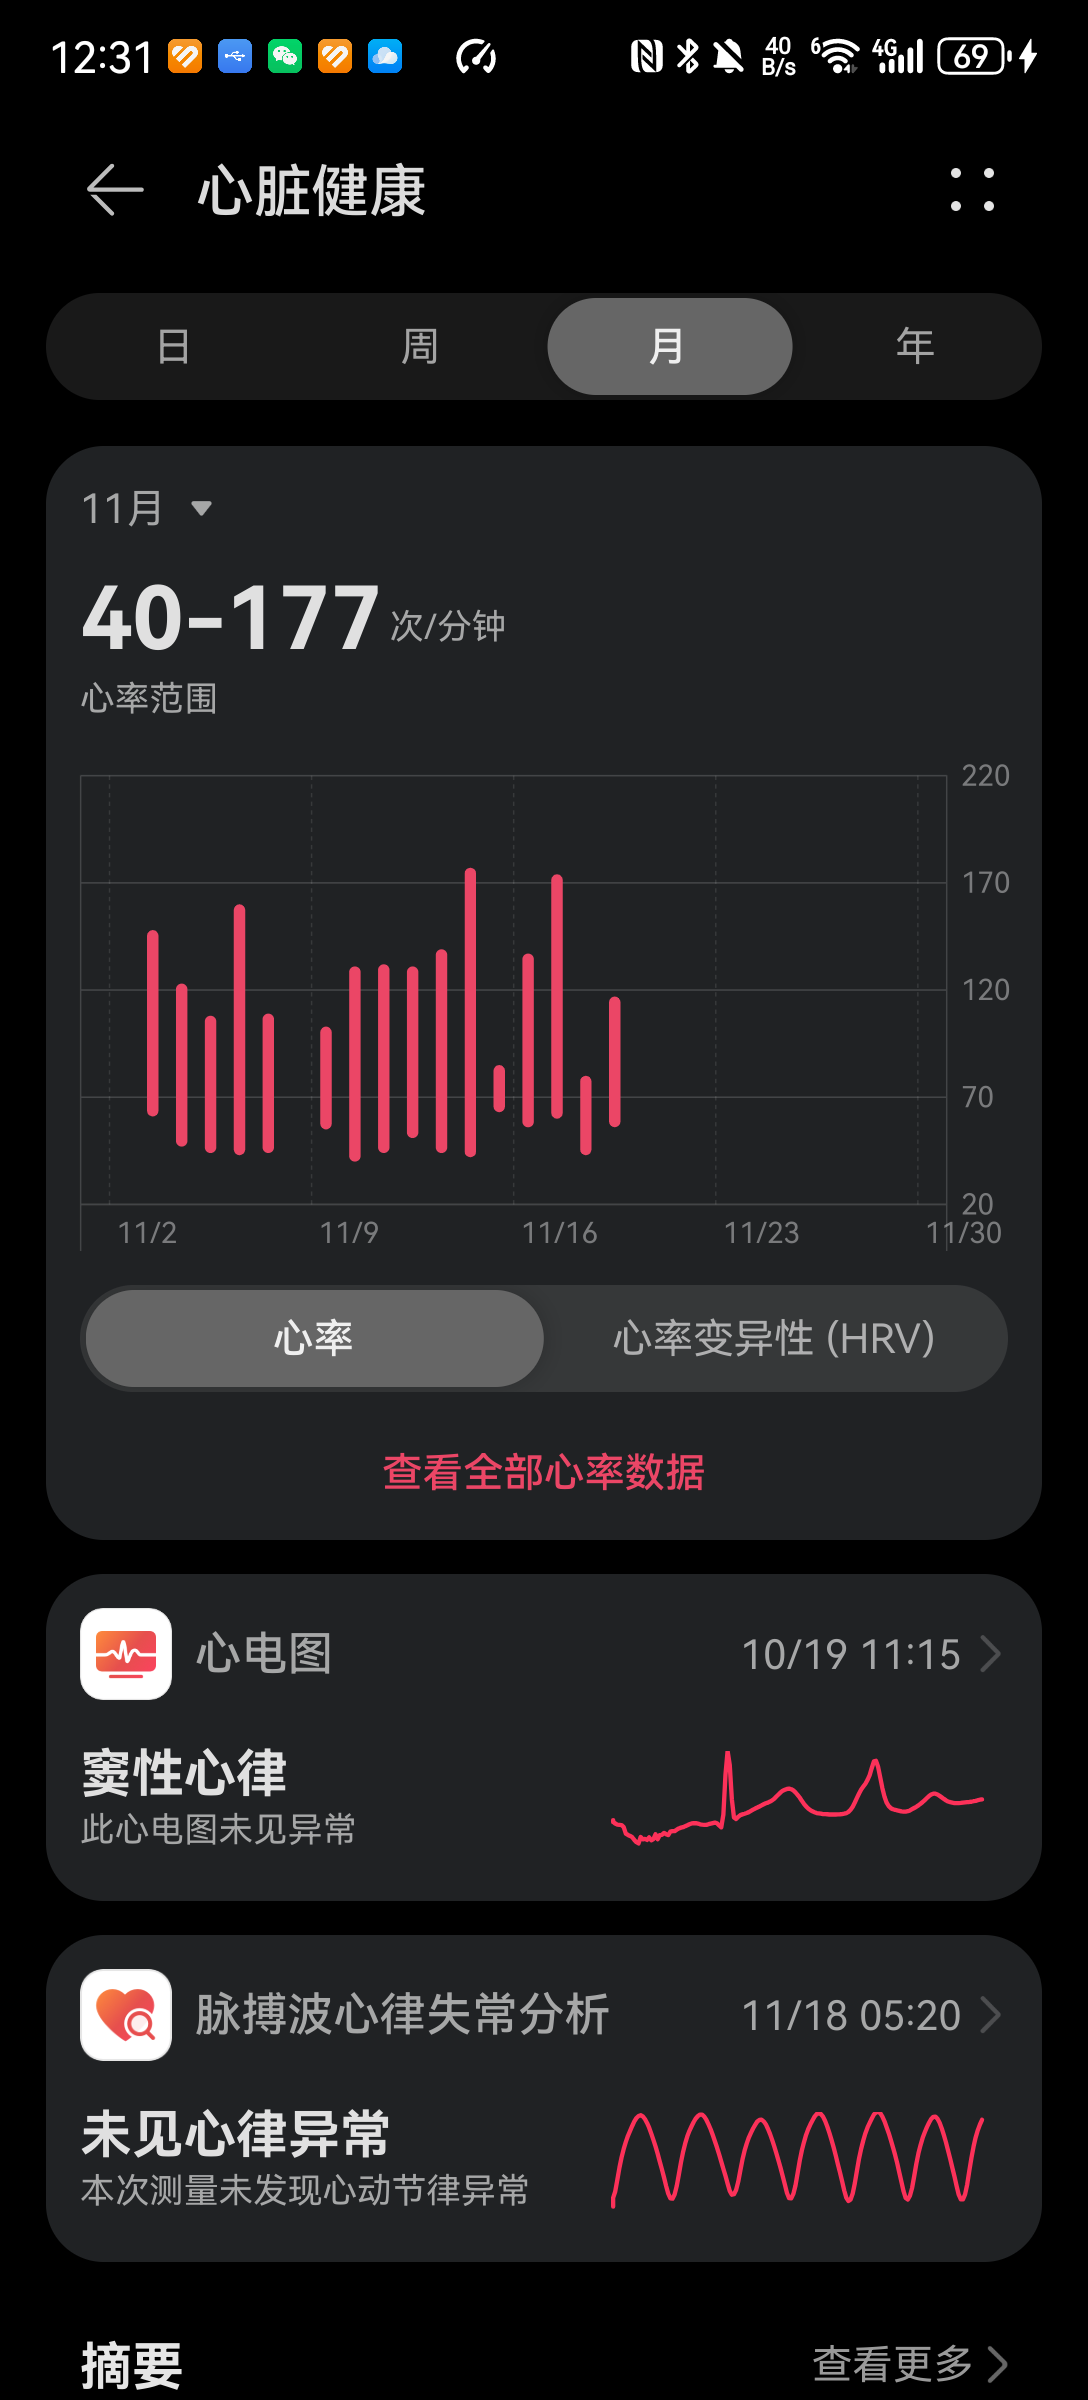 12:31
40 B/s
6
4G
69
心脏健康
日 周 月 年
11月
40-177 次/分钟
心率范围
220
170
120
70
20
11/2 11/9 11/16 11/23 11/30
心率 心率变异性 (HRV)
查看全部心率数据
心电图 10/19 11:15
窦性心律
此心电图未见异常
脉搏波心律失常分析 11/18 05:20
未见心律异常
本次测量未发现心动节律异常
摘要 查看更多